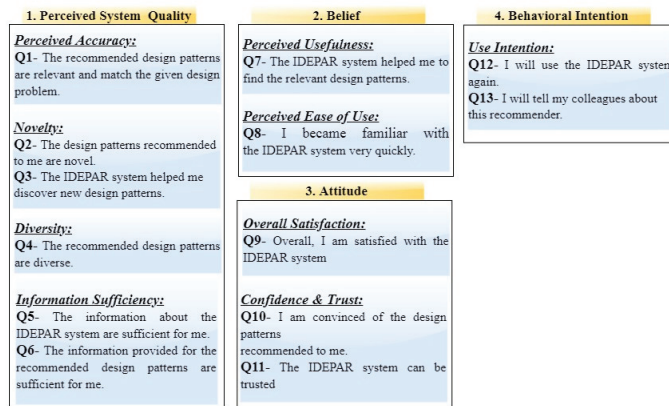 1. Perceived System Quality
Perceived Accuracy:
Q1- The recommended design patterns
are relevant and match the given design
problem.
Novelty:
Q2- The design patterns recommended
to me are novel.
Q3- The IDEPAR system helped me
discover new design patterns.
Diversity:
Q4- The recommended design patterns
are diverse.
Information Sufficiency:
Q5- The information about the
IDEPAR system are sufficient for me.
Q6- The information provided for the
recommended design patterns are
sufficient for me.
2. Belief
Perceived Usefulness:
Q7- The IDEPAR system helped me to
find the relevant design patterns.
Perceived Ease of Use:
Q8- I became familiar with
the IDEPAR system very quickly.
3. Attitude
Overall Satisfaction:
Q9- Overall, I am satisfied with the
IDEPAR system
Confidence & Trust:
Q10- I am convinced of the design
patterns
recommended to me.
Q11- The IDEPAR system can be
trusted
4. Behavioral Intention
Use Intention:
Q12- I will use the IDEPAR system
again.
Q13- I will tell my colleagues about
this recommender.